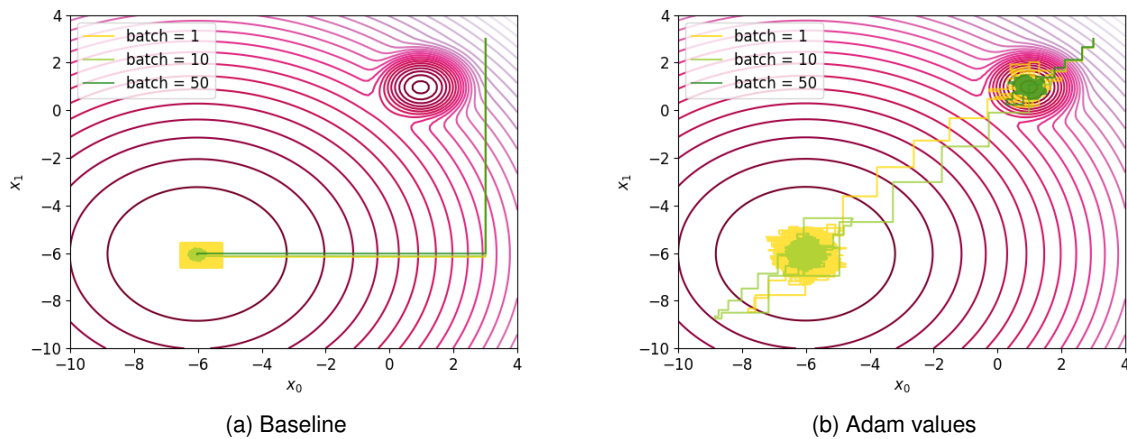 4
2
0
−2
−4
−6
−8
−10
x₁
batch = 1
batch = 10
batch = 50
−10 −8 −6 −4 −2 0 2 4
x₀
(a) Baseline
4
2
0
−2
−4
−6
−8
−10
x₁
batch = 1
batch = 10
batch = 50
−10 −8 −6 −4 −2 0 2 4
x₀
(b) Adam values